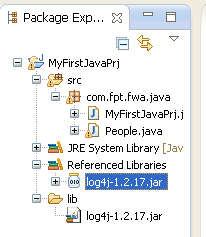 Package Exp...
MyFirstJavaPrj
src
com.fpt.fwa.java
MyFirstJavaPrj.j
People.java
JRE System Library [Jav
Referenced Libraries
log4j-1.2.17.jar
lib
log4j-1.2.17.jar